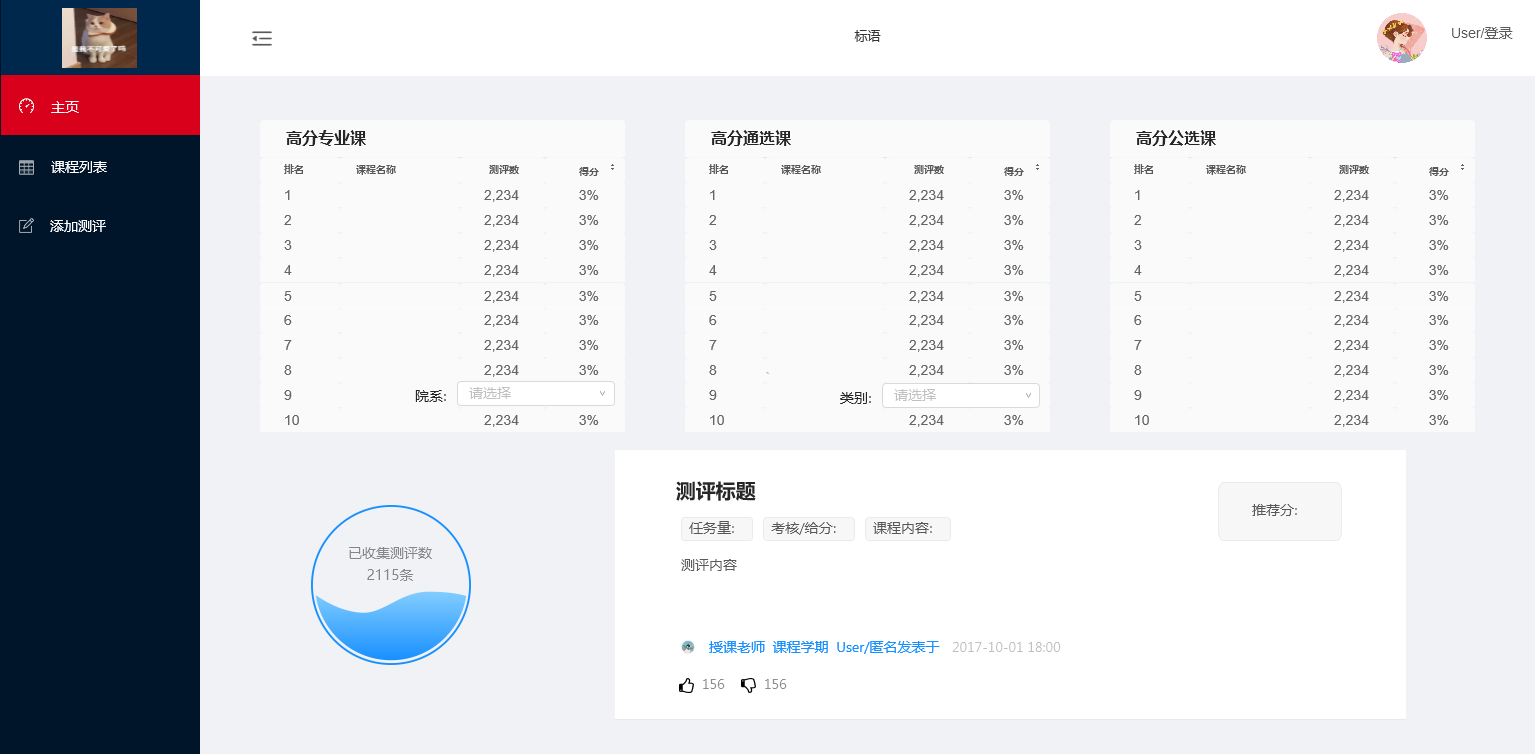 标语
User/登录
主页
课程列表
添加测评
高分专业课
排名 课程名称 测评数 得分
1 2,234 3%
2 2,234 3%
3 2,234 3%
4 2,234 3%
5 2,234 3%
6 2,234 3%
7 2,234 3%
8 2,234 3%
9 院系: 请选择
10 2,234 3%
高分通选课
排名 课程名称 测评数 得分
1 2,234 3%
2 2,234 3%
3 2,234 3%
4 2,234 3%
5 2,234 3%
6 2,234 3%
7 2,234 3%
8 2,234 3%
9 类别: 请选择
10 2,234 3%
高分公选课
排名 课程名称 测评数 得分
1 2,234 3%
2 2,234 3%
3 2,234 3%
4 2,234 3%
5 2,234 3%
6 2,234 3%
7 2,234 3%
8 2,234 3%
9 2,234 3%
10 2,234 3%
已收集测评数
2115条
测评标题
推荐分:
任务量: 考核/给分: 课程内容:
测评内容
授课老师 课程学期 User/匿名发表于 2017-10-01 18:00
156 156